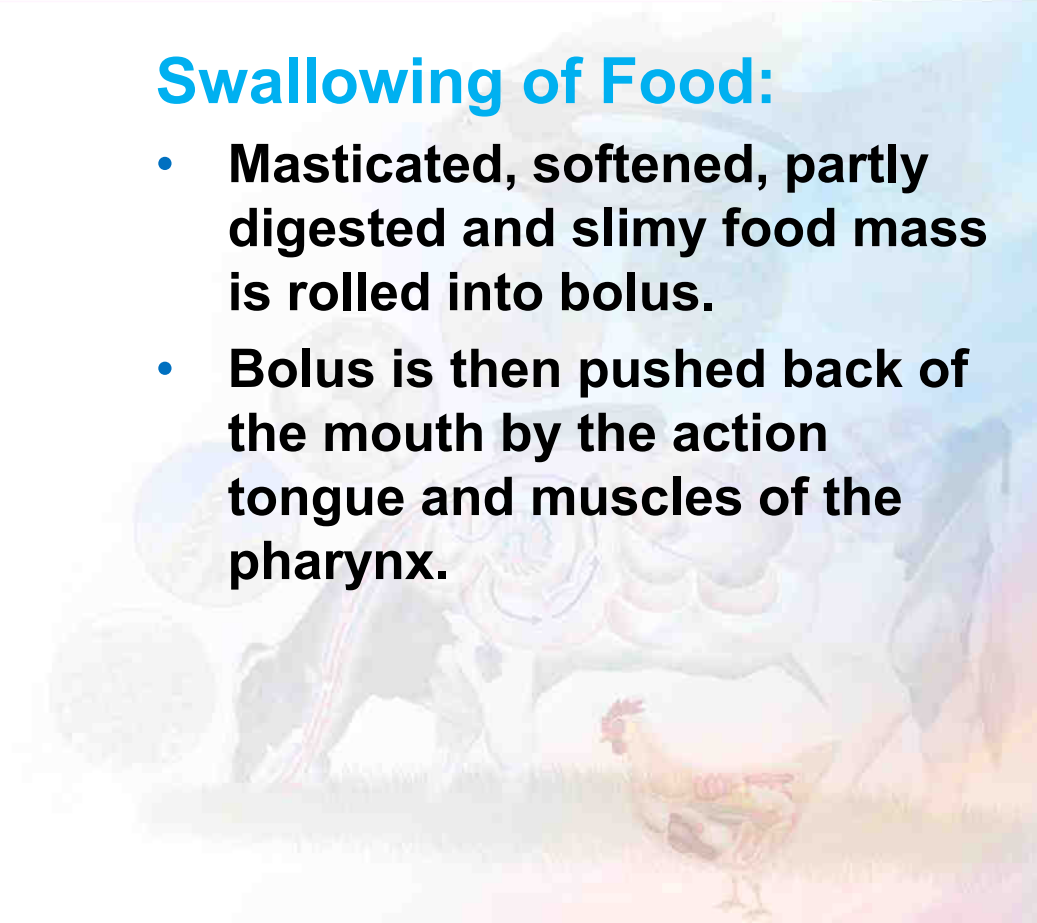 Swallowing of Food:
• Masticated, softened, partly
digested and slimy food mass
is rolled into bolus.
• Bolus is then pushed back of
the mouth by the action
tongue and muscles of the
pharynx.